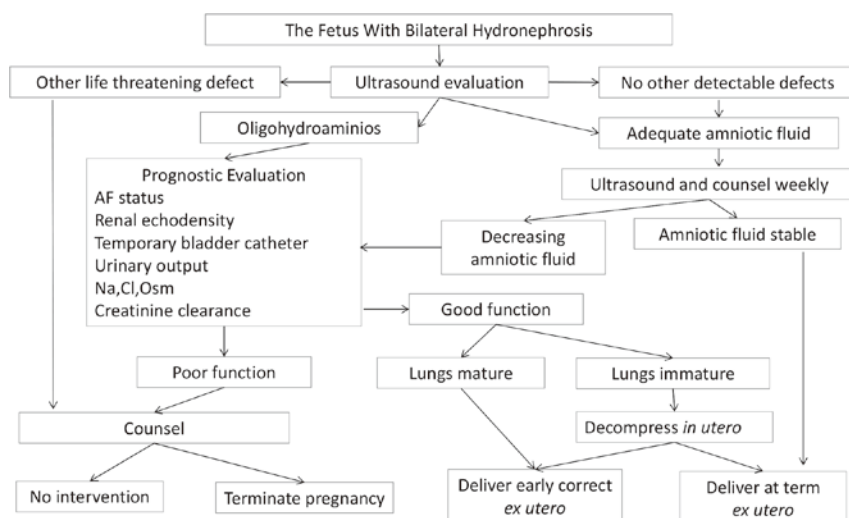 The Fetus With Bilateral Hydronephrosis
Other life threatening defect
Ultrasound evaluation
No other detectable defects
Oligohydroaminios
Adequate amniotic fluid
Prognostic Evaluation
AF status
Renal echodensity
Temporary bladder catheter
Urinary output
Na,Cl,Osm
Creatinine clearance
Ultrasound and counsel weekly
Decreasing
amniotic fluid
Amniotic fluid stable
Good function
Poor function
Lungs mature
Lungs immature
Counsel
Decompress in utero
No intervention
Terminate pregnancy
Deliver early correct
ex utero
Deliver at term
ex utero